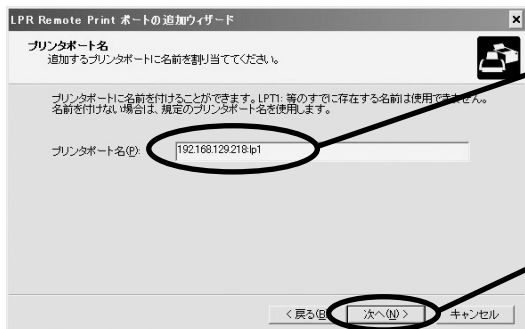 LPR Remote Print ポートの追加ウィザード
プリンタポート名
追加するプリンタポートに名前を割り当ててください。
プリンタポートに名前を付けることができます。LPT1: 等のすでに存在する名前は使用できません。
名前を付けない場合は、規定のプリンタポート名を使用します。
プリンタポート名(P):
192.168.129.218:lp1
< 戻る(B)
次へ(N) >
キャンセル